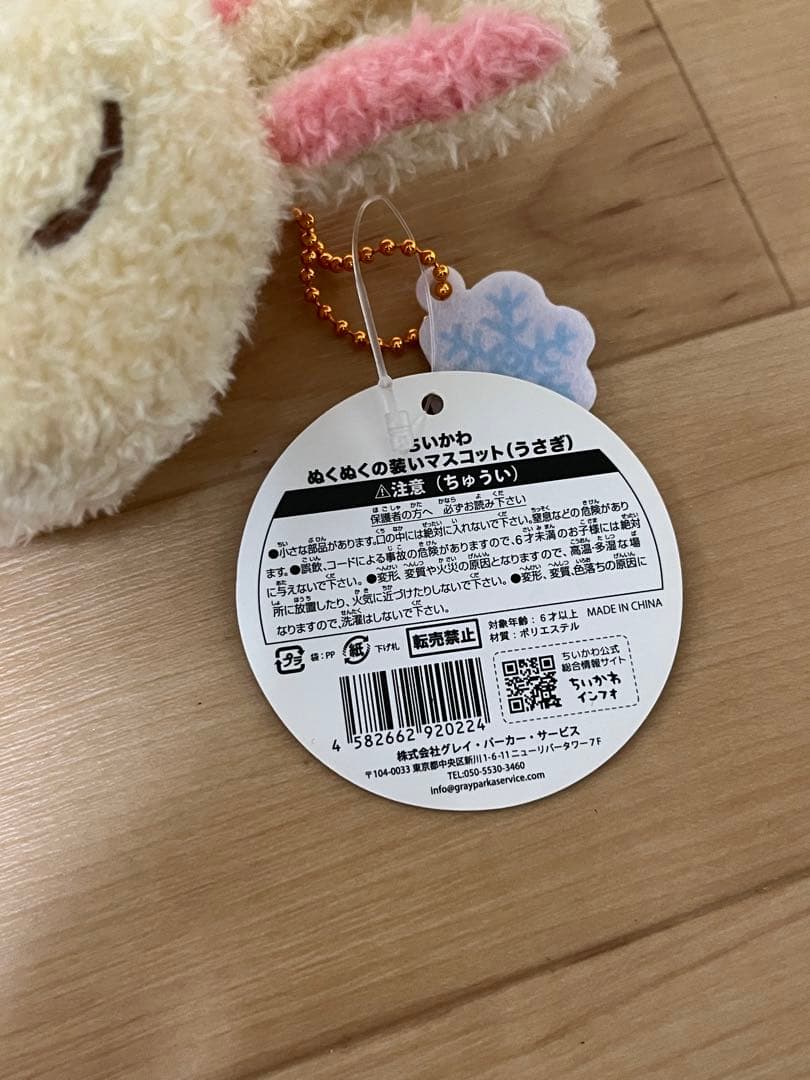 ちいかわ
ぬくぬくの装いマスコット(うさぎ)
⚠注意(ちゅうい)
保護者の方へ 必ずお読み下さい
●小さな部品があります。口の中には絶対に入れないで下さい。窒息などの危険があり
ます。●誤飲、コードによる事故の危険がありますので、6才未満のお子様には絶対
に与えないで下さい。●変形、変質や火災の原因となりますので、高温・多湿な場
所に放置したり、火気に近づけたりしないで下さい。●変形、変質、色落ちの原因に
なりますので、洗濯はしないで下さい。
対象年齢:6才以上 MADE IN CHINA
材質:ポリエステル
プラ 袋:PP 紙 下げ札 転売禁止
ちいかわ公式
総合情報サイト
ちいかわ
インフォ
4 582662 920224
株式会社グレイ・パーカー・サービス
〒104-0033 東京都中央区新川1-6-11 ニューリバータワー7F
TEL:050-5530-3460
info@grayparkaservice.com